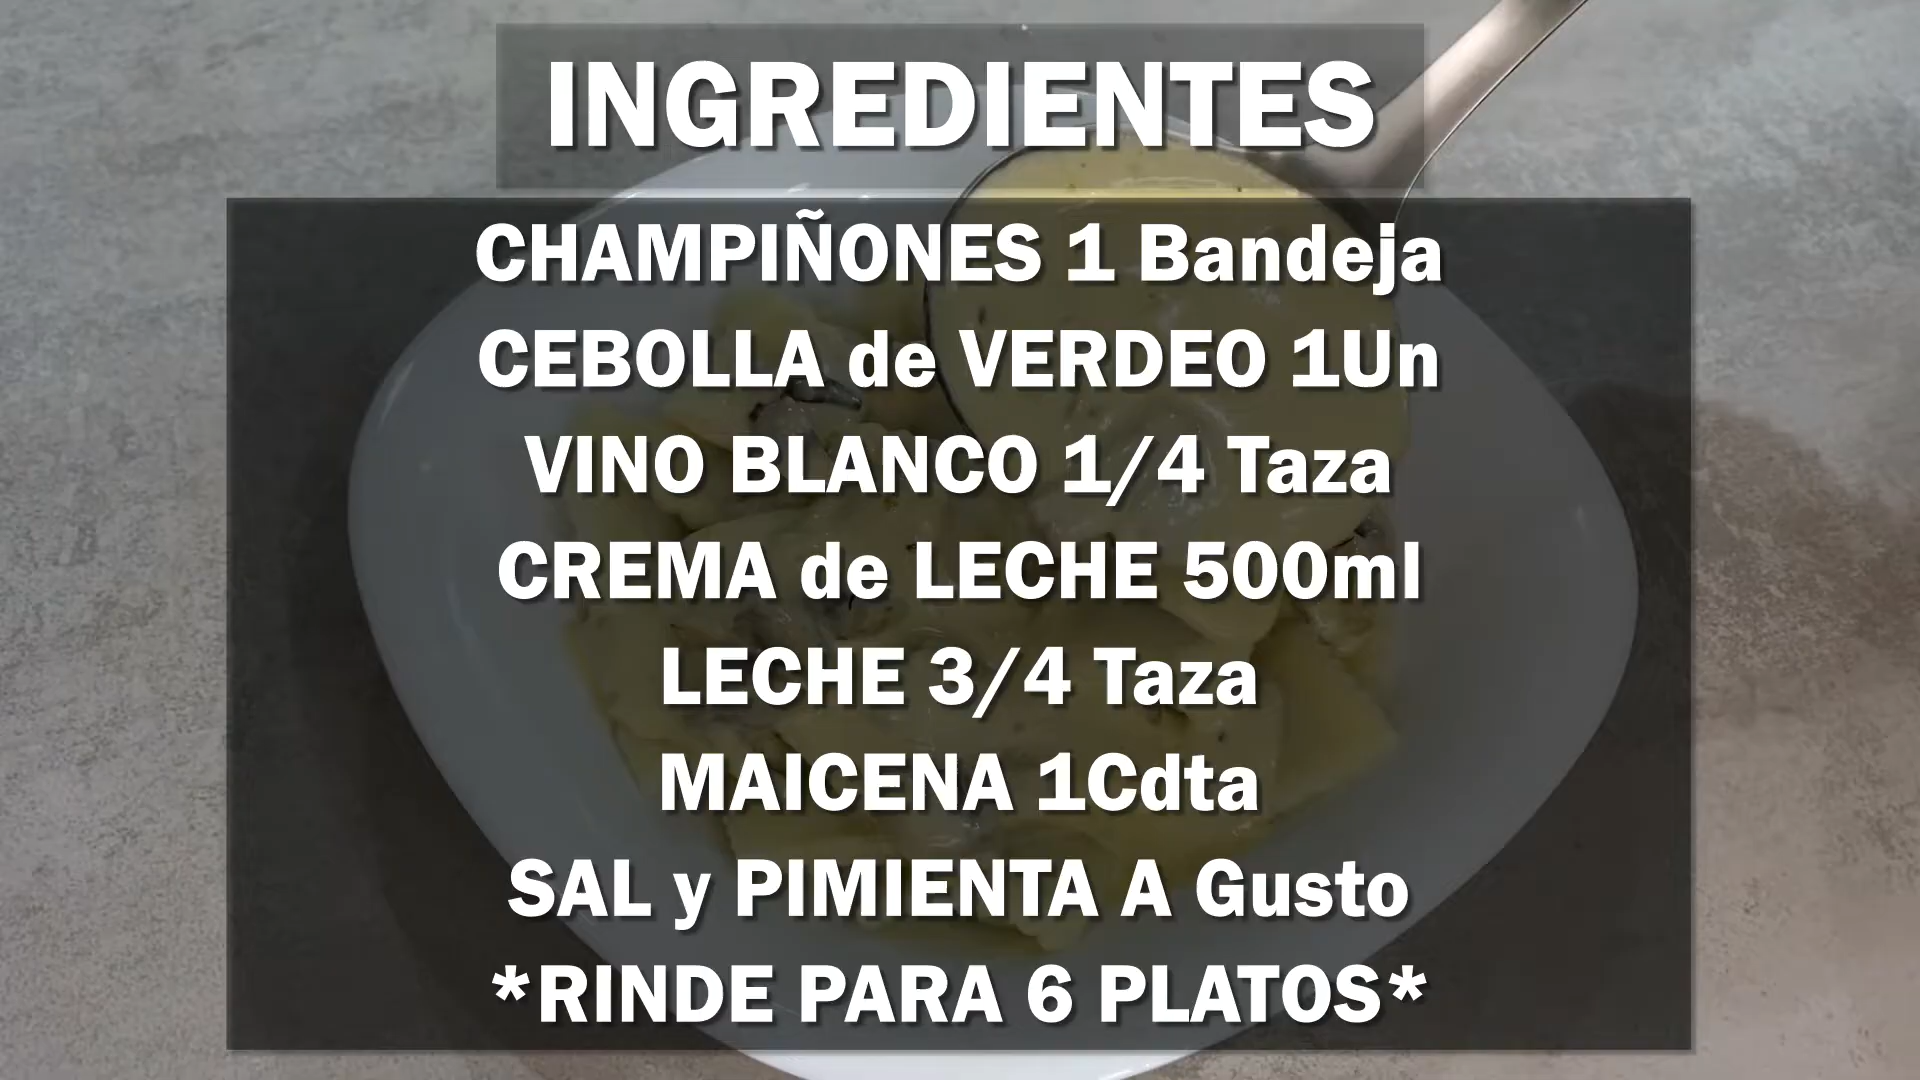 INGREDIENTES
CHAMPIÑONES 1 Bandeja
CEBOLLA de VERDEO 1Un
VINO BLANCO 1/4 Taza
CREMA de LECHE 500ml
LECHE 3/4 Taza
MAICENA 1Cdta
SAL y PIMIENTA A Gusto
*RINDE PARA 6 PLATOS*